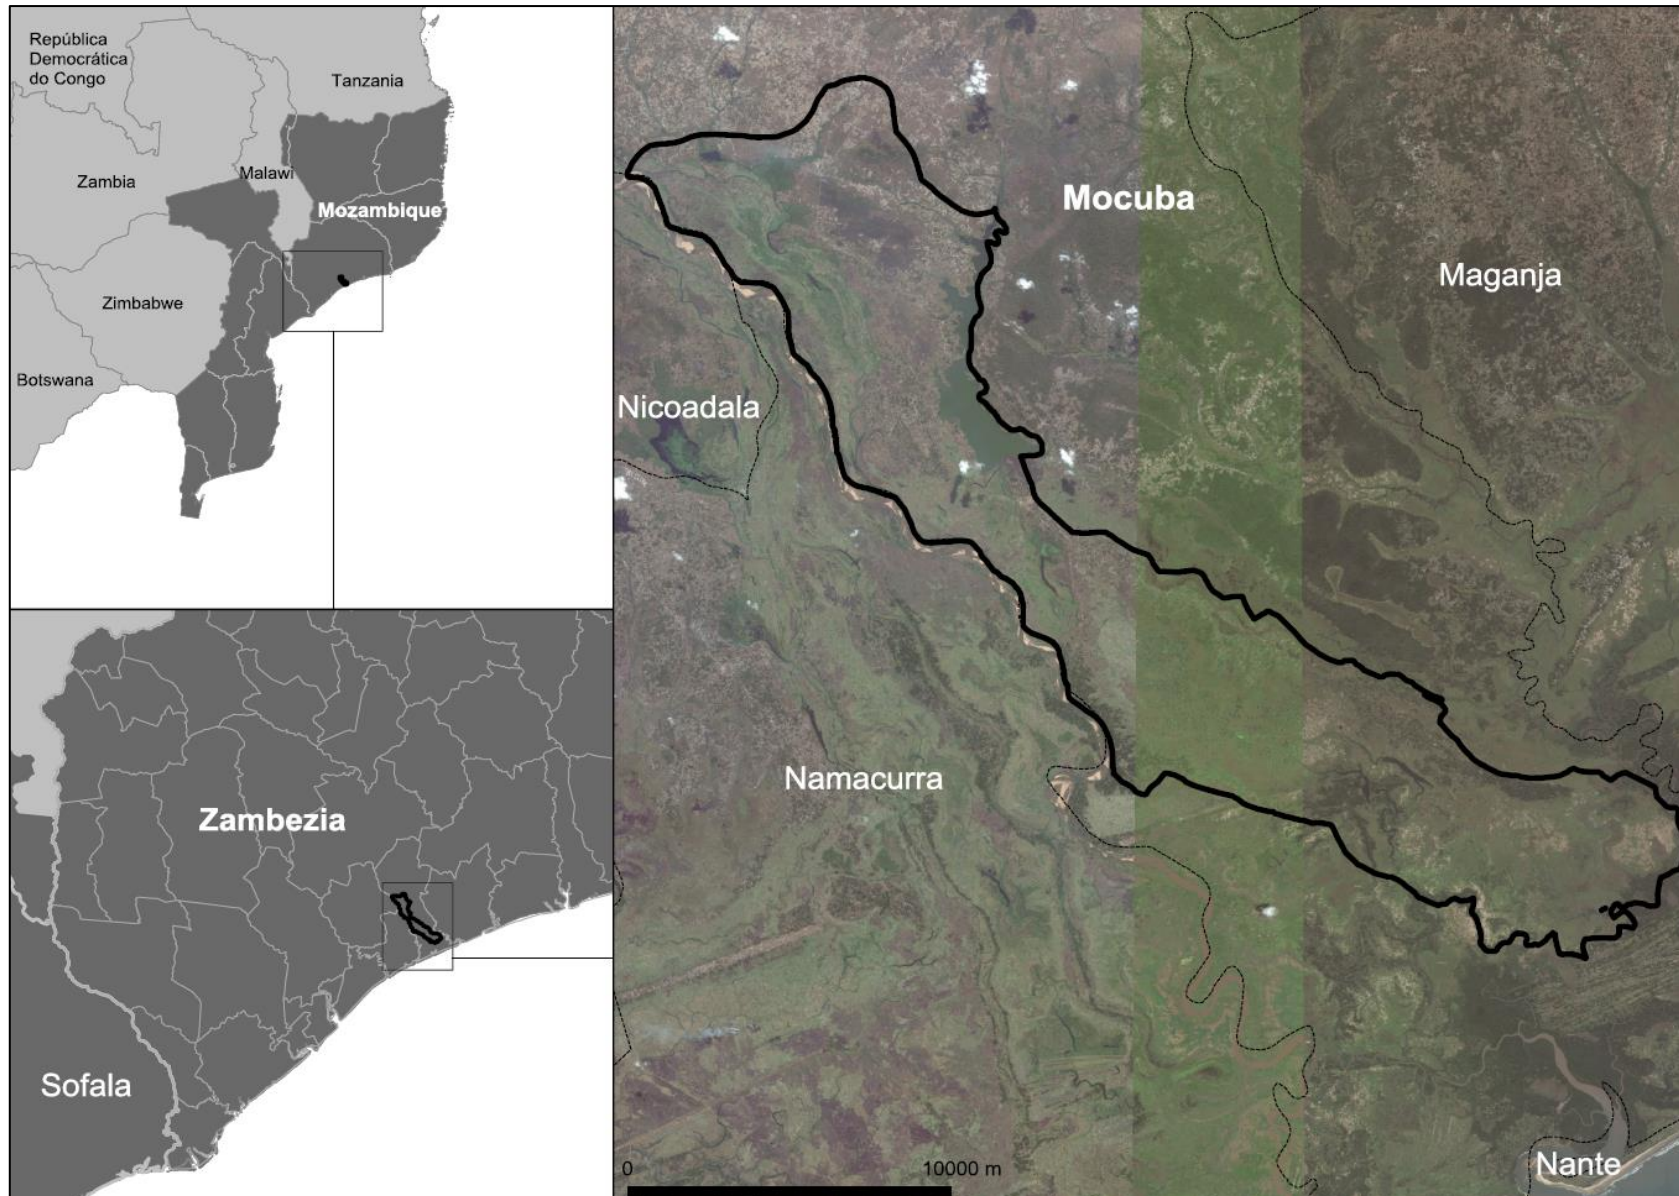 República
Democrática
do Congo
Tanzania
Zambia
Malawi
Mozambique
Zimbabwe
Botswana
Zambezia
Sofala
Mocuba
Maganja
Nicoadala
Namacurra
Nante
0 10000 m